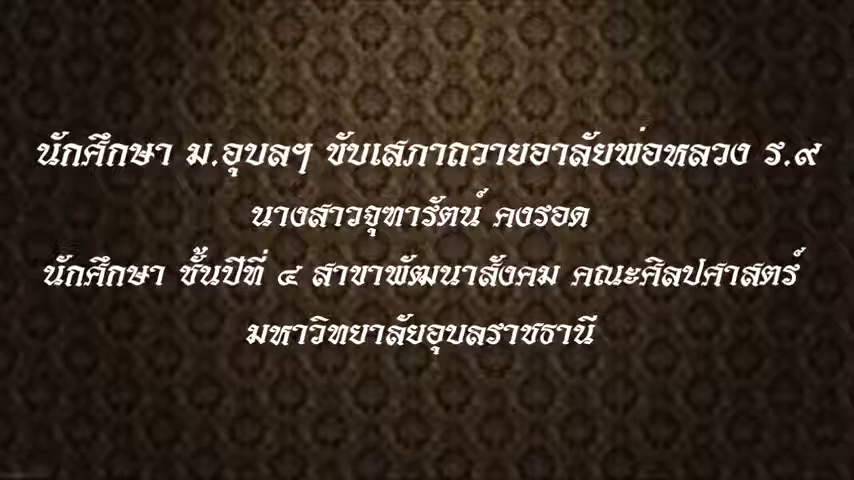 นักศึกษา ม.อุบลฯ ขับเสภาถวายอาลัยพ่อหลวง ร.๙
นางสาวจุฑารัตน์ คงรอด
นักศึกษา ชั้นปีที่ ๔ สาขาพัฒนาสังคม คณะศิลปศาสตร์
มหาวิทยาลัยอุบลราชธานี